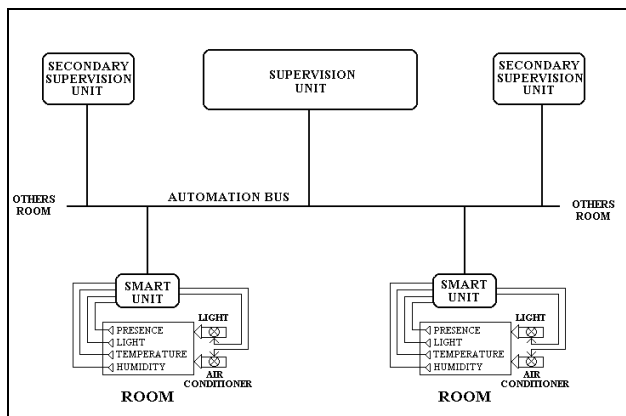 SECONDARY
SUPERVISION
UNIT
SUPERVISION
UNIT
SECONDARY
SUPERVISION
UNIT
OTHERS
ROOM
AUTOMATION BUS
OTHERS
ROOM
SMART
UNIT
LIGHT
PRESENCE
LIGHT
TEMPERATURE
HUMIDITY
AIR
CONDITIONER
ROOM
SMART
UNIT
LIGHT
PRESENCE
LIGHT
TEMPERATURE
HUMIDITY
AIR
CONDITIONER
ROOM